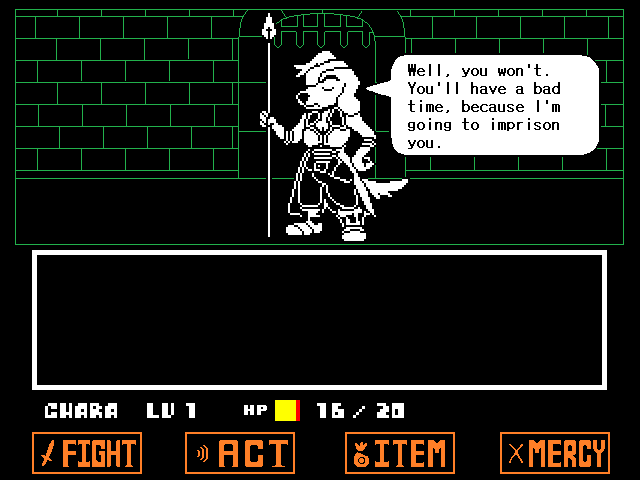 Well, you won't.
You'll have a bad
time, because I'm
going to imprison
you.
CHARA LV 1 HP 16 / 20
FIGHT ACT ITEM MERCY